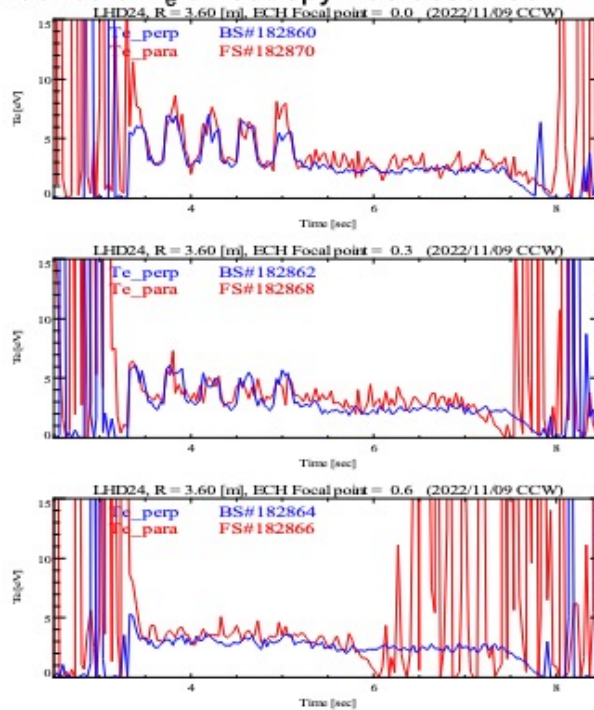 LHD24, R = 3.60 [m], ECH Focal point = 0.0 (2022/11/09 CCW)
Te_perp BS#182860
Te_para FS#182870
15
10
5
0
Te[eV]
4 6 8
Time [sec]
LHD24, R = 3.60 [m], ECH Focal point = 0.3 (2022/11/09 CCW)
Te_perp BS#182862
Te_para FS#182868
15
10
5
0
Te[eV]
4 6 8
Time [sec]
LHD24, R = 3.60 [m], ECH Focal point = 0.6 (2022/11/09 CCW)
Te_perp BS#182864
Te_para FS#182866
15
10
5
0
Te[eV]
4 6 8
Time [sec]